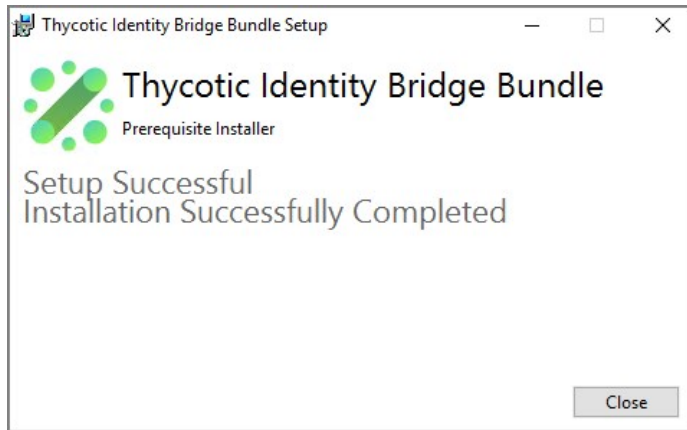 Thycotic Identity Bridge Bundle Setup
Thycotic Identity Bridge Bundle
Prerequisite Installer
Setup Successful
Installation Successfully Completed
Close